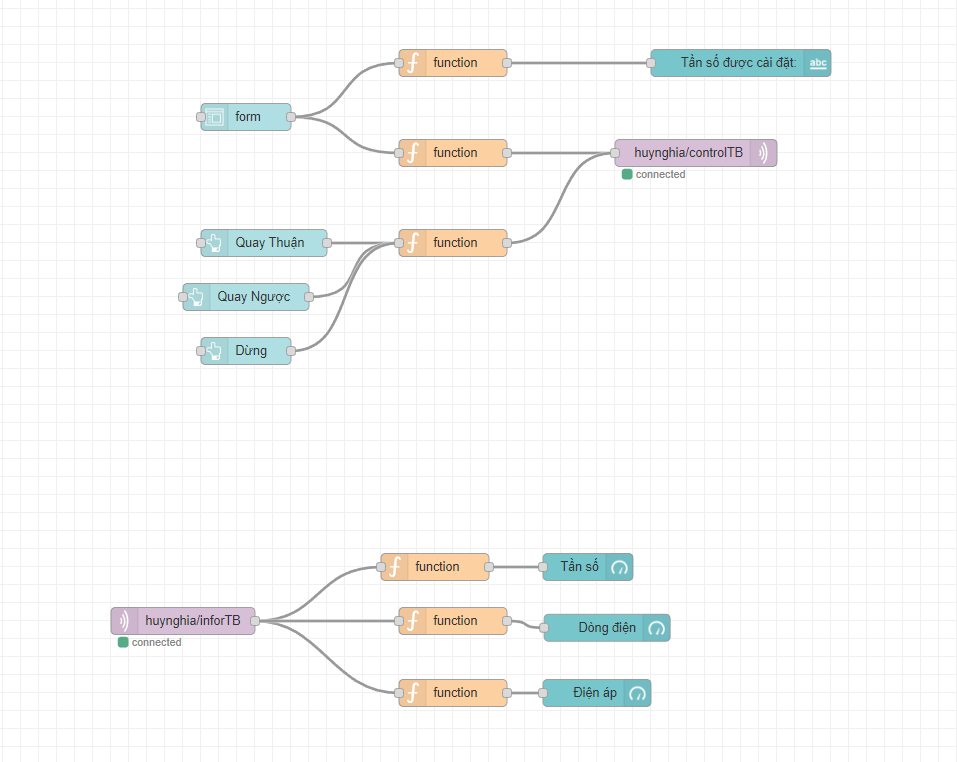 function
Tần số được cài đặt:
abc
form
function
huynghia/controlTB
connected
Quay Thuận
function
Quay Ngược
Dừng
function
Tần số
huynghia/inforTB
function
Dòng điện
connected
function
Điện áp